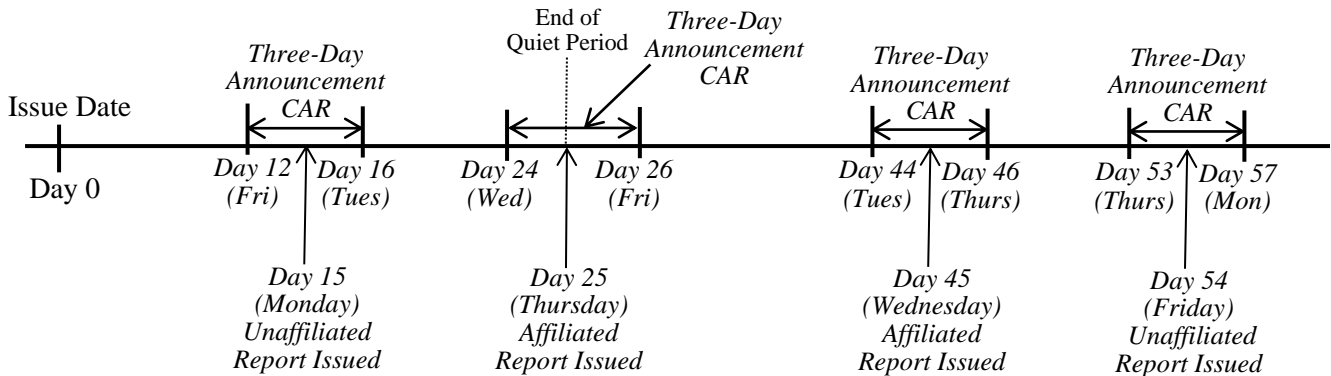 Issue Date
Day 0
Three-Day
Announcement
CAR
Day 12
(Fri)
Day 16
(Tues)
Day 15
(Monday)
Unaffiliated
Report Issued
End of
Quiet Period
Three-Day
Announcement
CAR
Day 24
(Wed)
Day 26
(Fri)
Day 25
(Thursday)
Affiliated
Report Issued
Three-Day
Announcement
CAR
Day 44
(Tues)
Day 46
(Thurs)
Day 45
(Wednesday)
Affiliated
Report Issued
Three-Day
Announcement
CAR
Day 53
(Thurs)
Day 57
(Mon)
Day 54
(Friday)
Unaffiliated
Report Issued